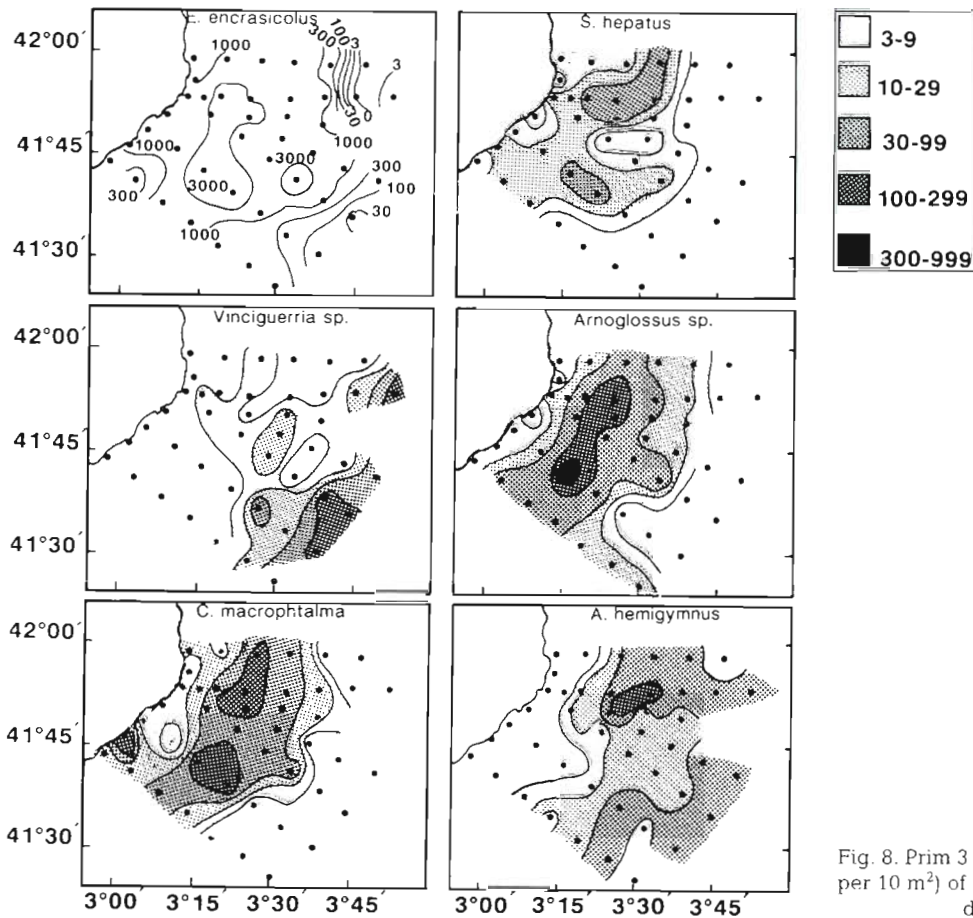 E. encrasicolus
S. hepatus
3-9
10-29
30-99
100-299
300-999
42°00′
41°45′
41°30′
1000
300
100
3
3
30
0
1000
1000
300
3000
3000
1000
300
100
30
Vinciguerria sp.
Arnoglossus sp.
42°00′
41°45′
41°30′
C. macrophtalma
A. hemigymnus
42°00′
41°45′
41°30′
3°00′ 3°15′ 3°30′ 3°45′
3°00′ 3°15′ 3°30′ 3°45′
Fig. 8. Prim 3
per 10 m²) of
d